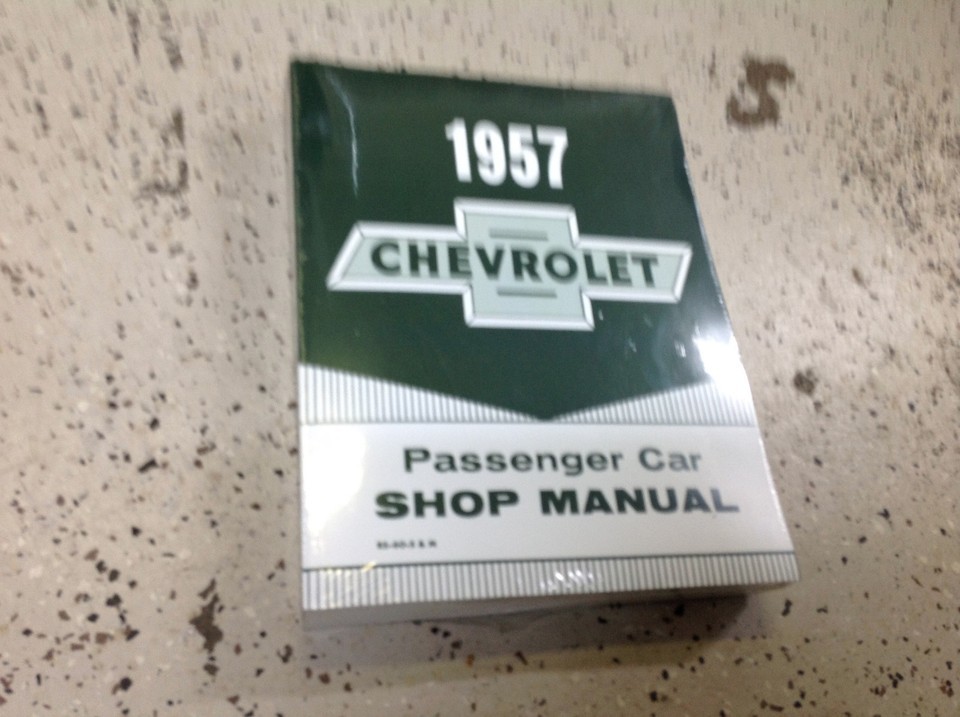 1957
CHEVROLET
Passenger Car
SHOP MANUAL